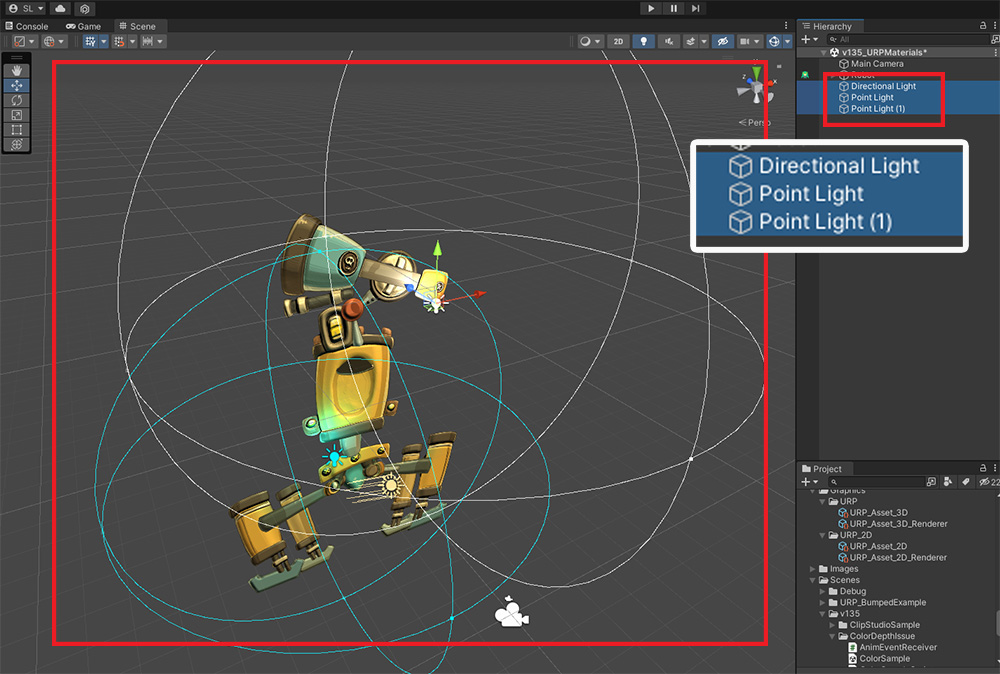 SL
Console
Game
Scene
2D
Persp
Hierarchy
All
v135_URPMaterials*
Main Camera
Robot
Directional Light
Point Light
Point Light (1)
Directional Light
Point Light
Point Light (1)
Project
22
Graphics
URP
URP_Asset_3D
URP_Asset_3D_Renderer
URP_2D
URP_Asset_2D
URP_Asset_2D_Renderer
Images
Scenes
Debug
URP_BumpedExample
v135
ClipStudioSample
ColorDepthIssue
AnimEventReceiver
ColorSample